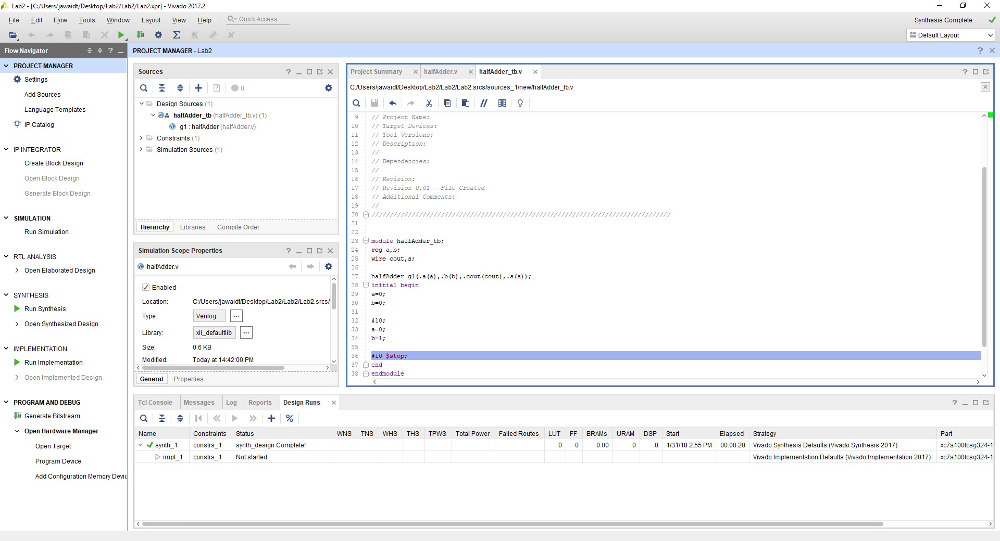 Lab2 - [C:/Users/jawaidt/Desktop/Lab2/Lab2/Lab2.xpr] - Vivado 2017.2
File Edit Flow Tools Window Layout View Help Quick Access
Synthesis Complete
Default Layout
Flow Navigator
PROJECT MANAGER
Settings
Add Sources
Language Templates
IP Catalog
IP INTEGRATOR
Create Block Design
Open Block Design
Generate Block Design
SIMULATION
Run Simulation
RTL ANALYSIS
Open Elaborated Design
SYNTHESIS
Run Synthesis
Open Synthesized Design
IMPLEMENTATION
Run Implementation
Open Implemented Design
PROGRAM AND DEBUG
Generate Bitstream
Open Hardware Manager
Open Target
Program Device
Add Configuration Memory Devic
PROJECT MANAGER - Lab2
Sources
0
Design Sources (1)
halfAdder_tb (halfAdder_tb.v) (1)
g1 : halfAdder (halfAdder.v)
Constraints (1)
Simulation Sources (1)
Hierarchy Libraries Compile Order
Simulation Scope Properties
halfAdder.v
Enabled
Location: C:/Users/jawaidt/Desktop/Lab2/Lab2/Lab2.srcs/
Type: Verilog ...
Library: xil_defaultlib ...
Size: 0.6 KB
Modified: Today at 14:42:00 PM
General Properties
Project Summary halfAdder.v halfAdder_tb.v
C:/Users/jawaidt/Desktop/Lab2/Lab2/Lab2.srcs/sources_1/new/halfAdder_tb.v
9 // Project Name:
10 // Target Devices:
11 // Tool Versions:
12 // Description:
13 //
14 // Dependencies:
15 //
16 // Revision:
17 // Revision 0.01 - File Created
18 // Additional Comments:
19 //
20 //////////////////////////////////////////////////////////////////////////////////
21
22
23 module halfAdder_tb;
24 reg a,b;
25 wire cout,s;
26
27 halfAdder g1(.a(a),.b(b),.cout(cout),.s(s));
28 initial begin
29 a=0;
30 b=0;
31
32 #10;
33 a=0;
34 b=1;
35
36 #10 $stop;
37 end
38 endmodule
Tcl Console Messages Log Reports Design Runs
Name Constraints Status WNS TNS WHS THS TPWS Total Power Failed Routes LUT FF BRAMs URAM DSP Start Elapsed Strategy Part
synth_1 constrs_1 synth_design Complete! 0 0 0.00 0 0 1/31/18 2:55 PM 00:00:20 Vivado Synthesis Defaults (Vivado Synthesis 2017) xc7a100tcsg324-1
impl_1 constrs_1 Not started Vivado Implementation Defaults (Vivado Implementation 2017) xc7a100tcsg324-1